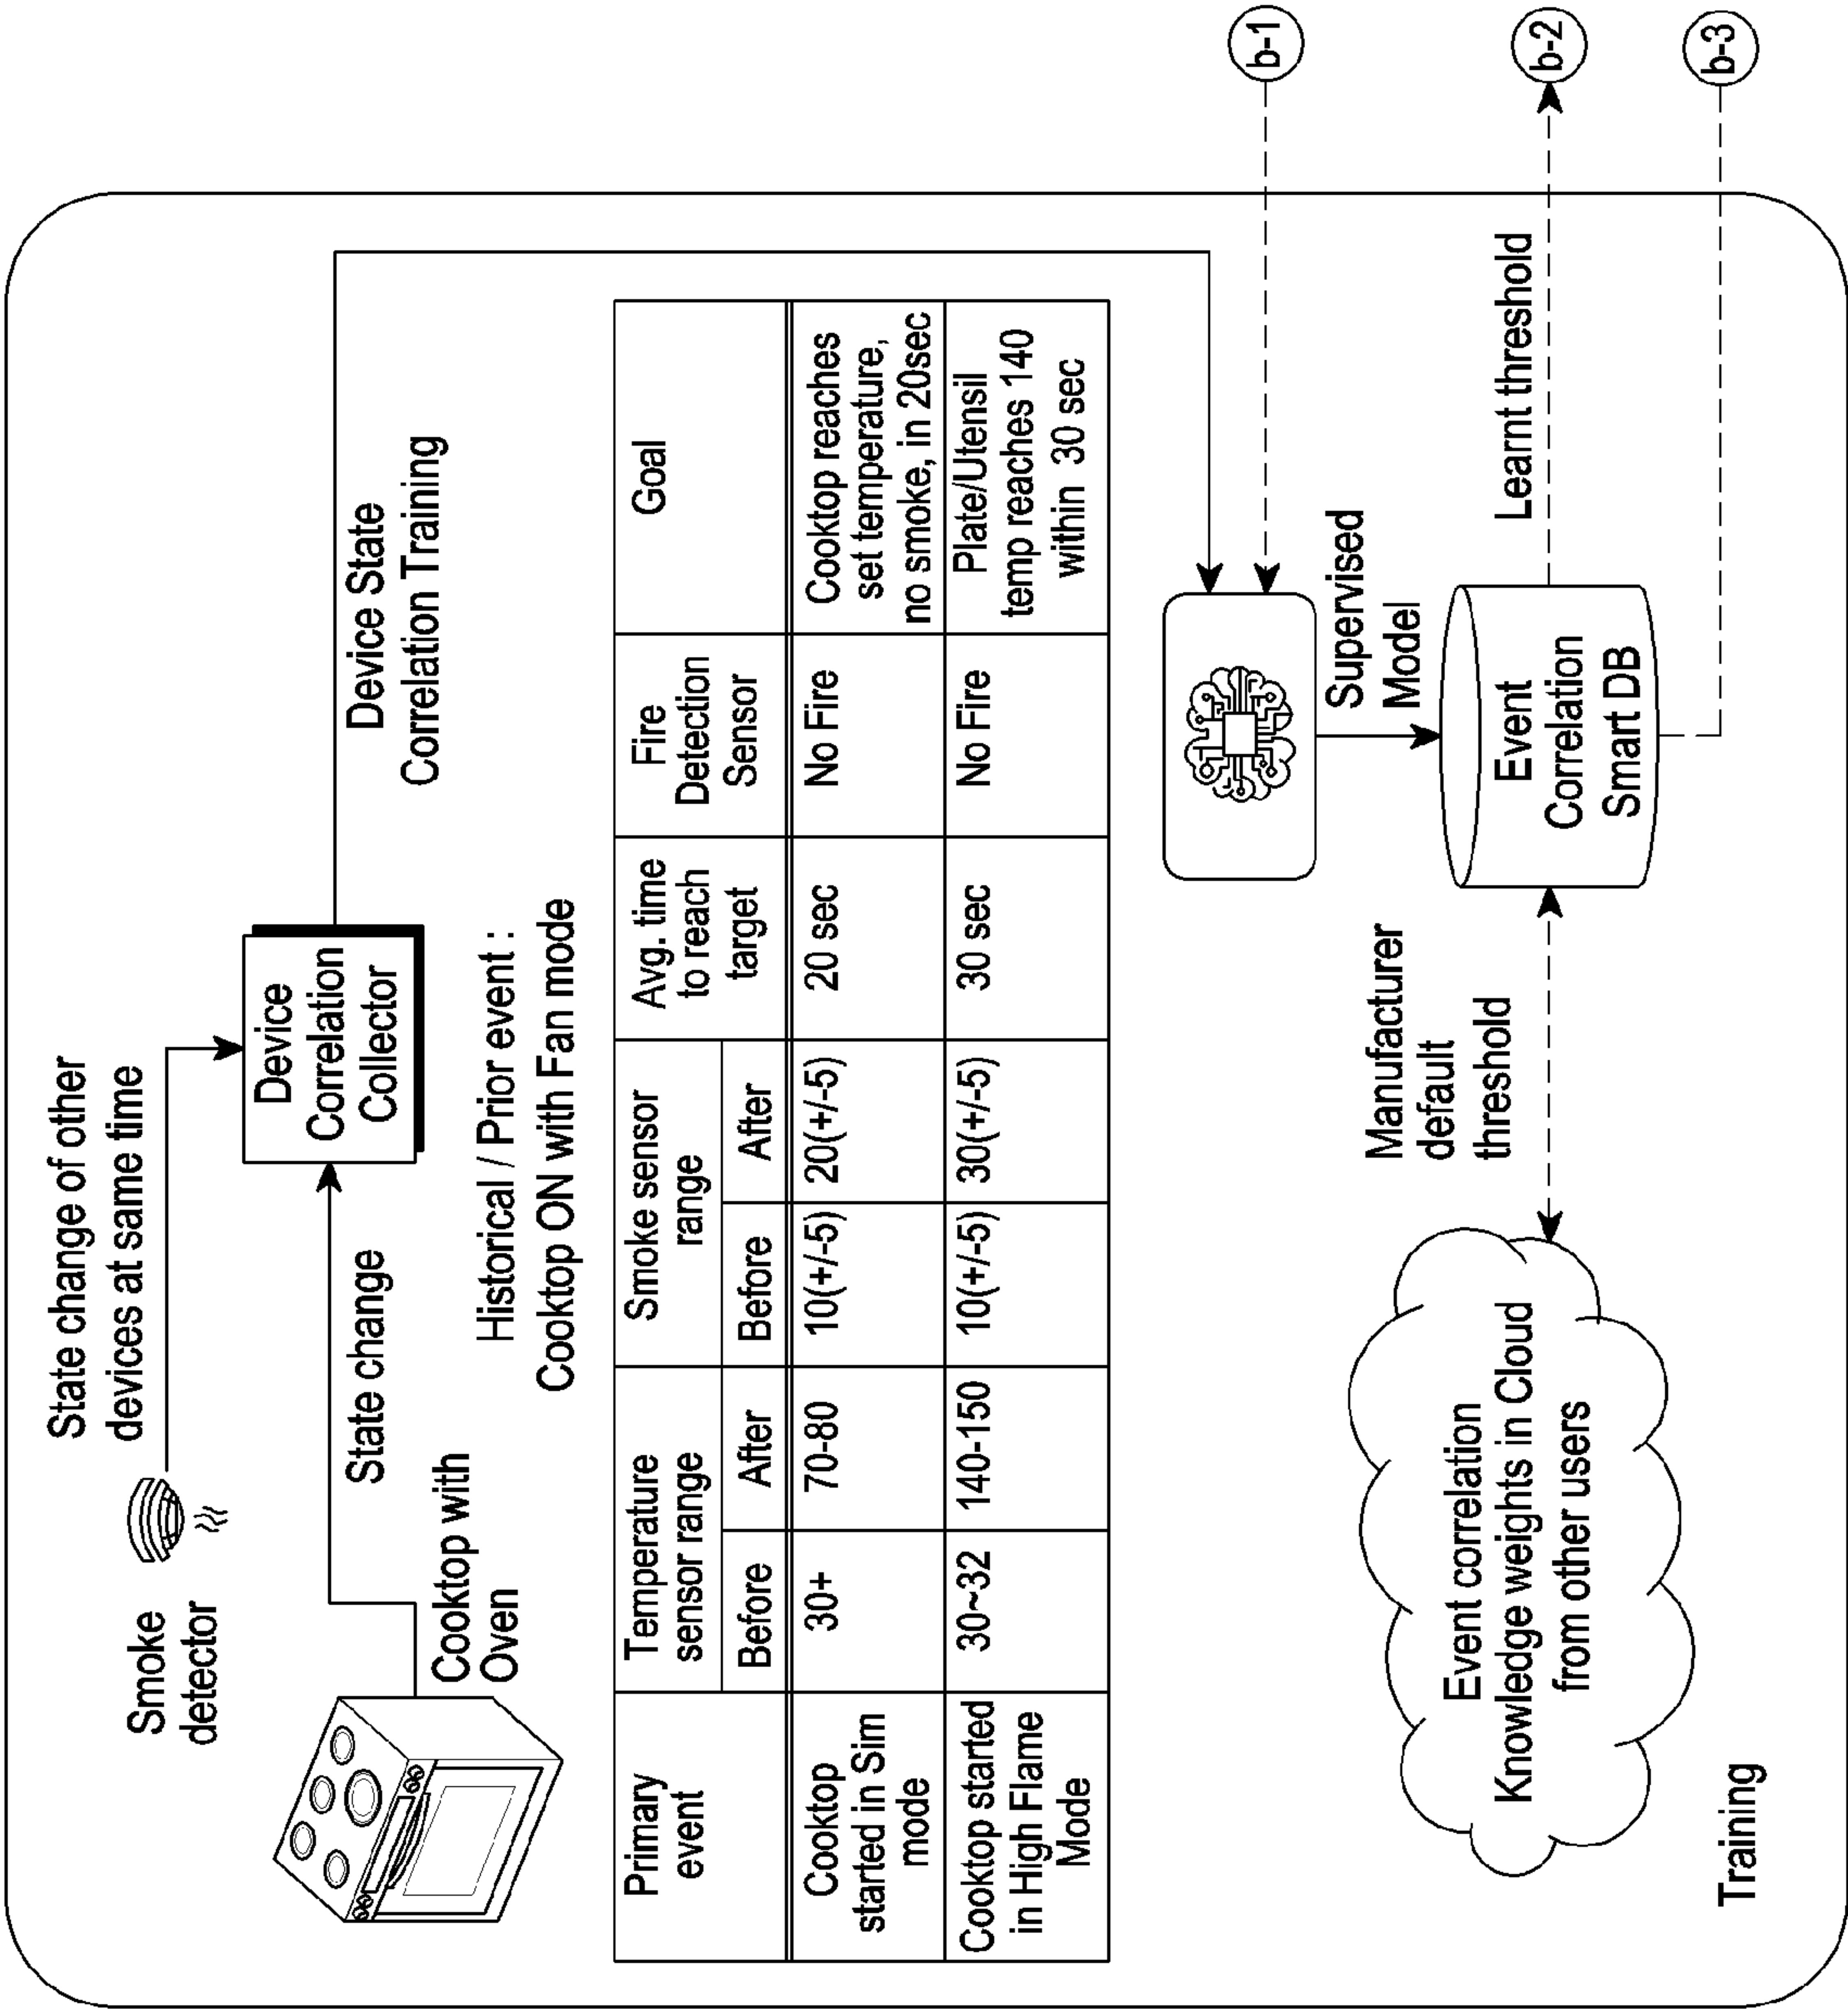 State change of other
devices at same time
Smoke
detector
State change
Device
Correlation
Collector
Device State
Correlation Training
Cooktop with
Oven
Historical / Prior event :
Cooktop ON with Fan mode
Primary
event
Temperature
sensor range
Smoke sensor
range
Avg. time
to reach
target
Fire
Detection
Sensor
Goal
Before
After
Before
After
Cooktop
started in Sim
mode
30+
70-80
10(+/-5)
20(+/-5)
20 sec
No Fire
Cooktop reaches
set temperature,
no smoke, in 20sec
Cooktop started
in High Flame
Mode
30~32
140-150
10(+/-5)
30(+/-5)
30 sec
No Fire
Plate/Utensil
temp reaches 140
within 30 sec
b-1
Supervised
Model
Event correlation
Knowledge weights in Cloud
from other users
Manufacturer
default
threshold
Event
Correlation
Smart DB
Learnt threshold
b-2
b-3
Training